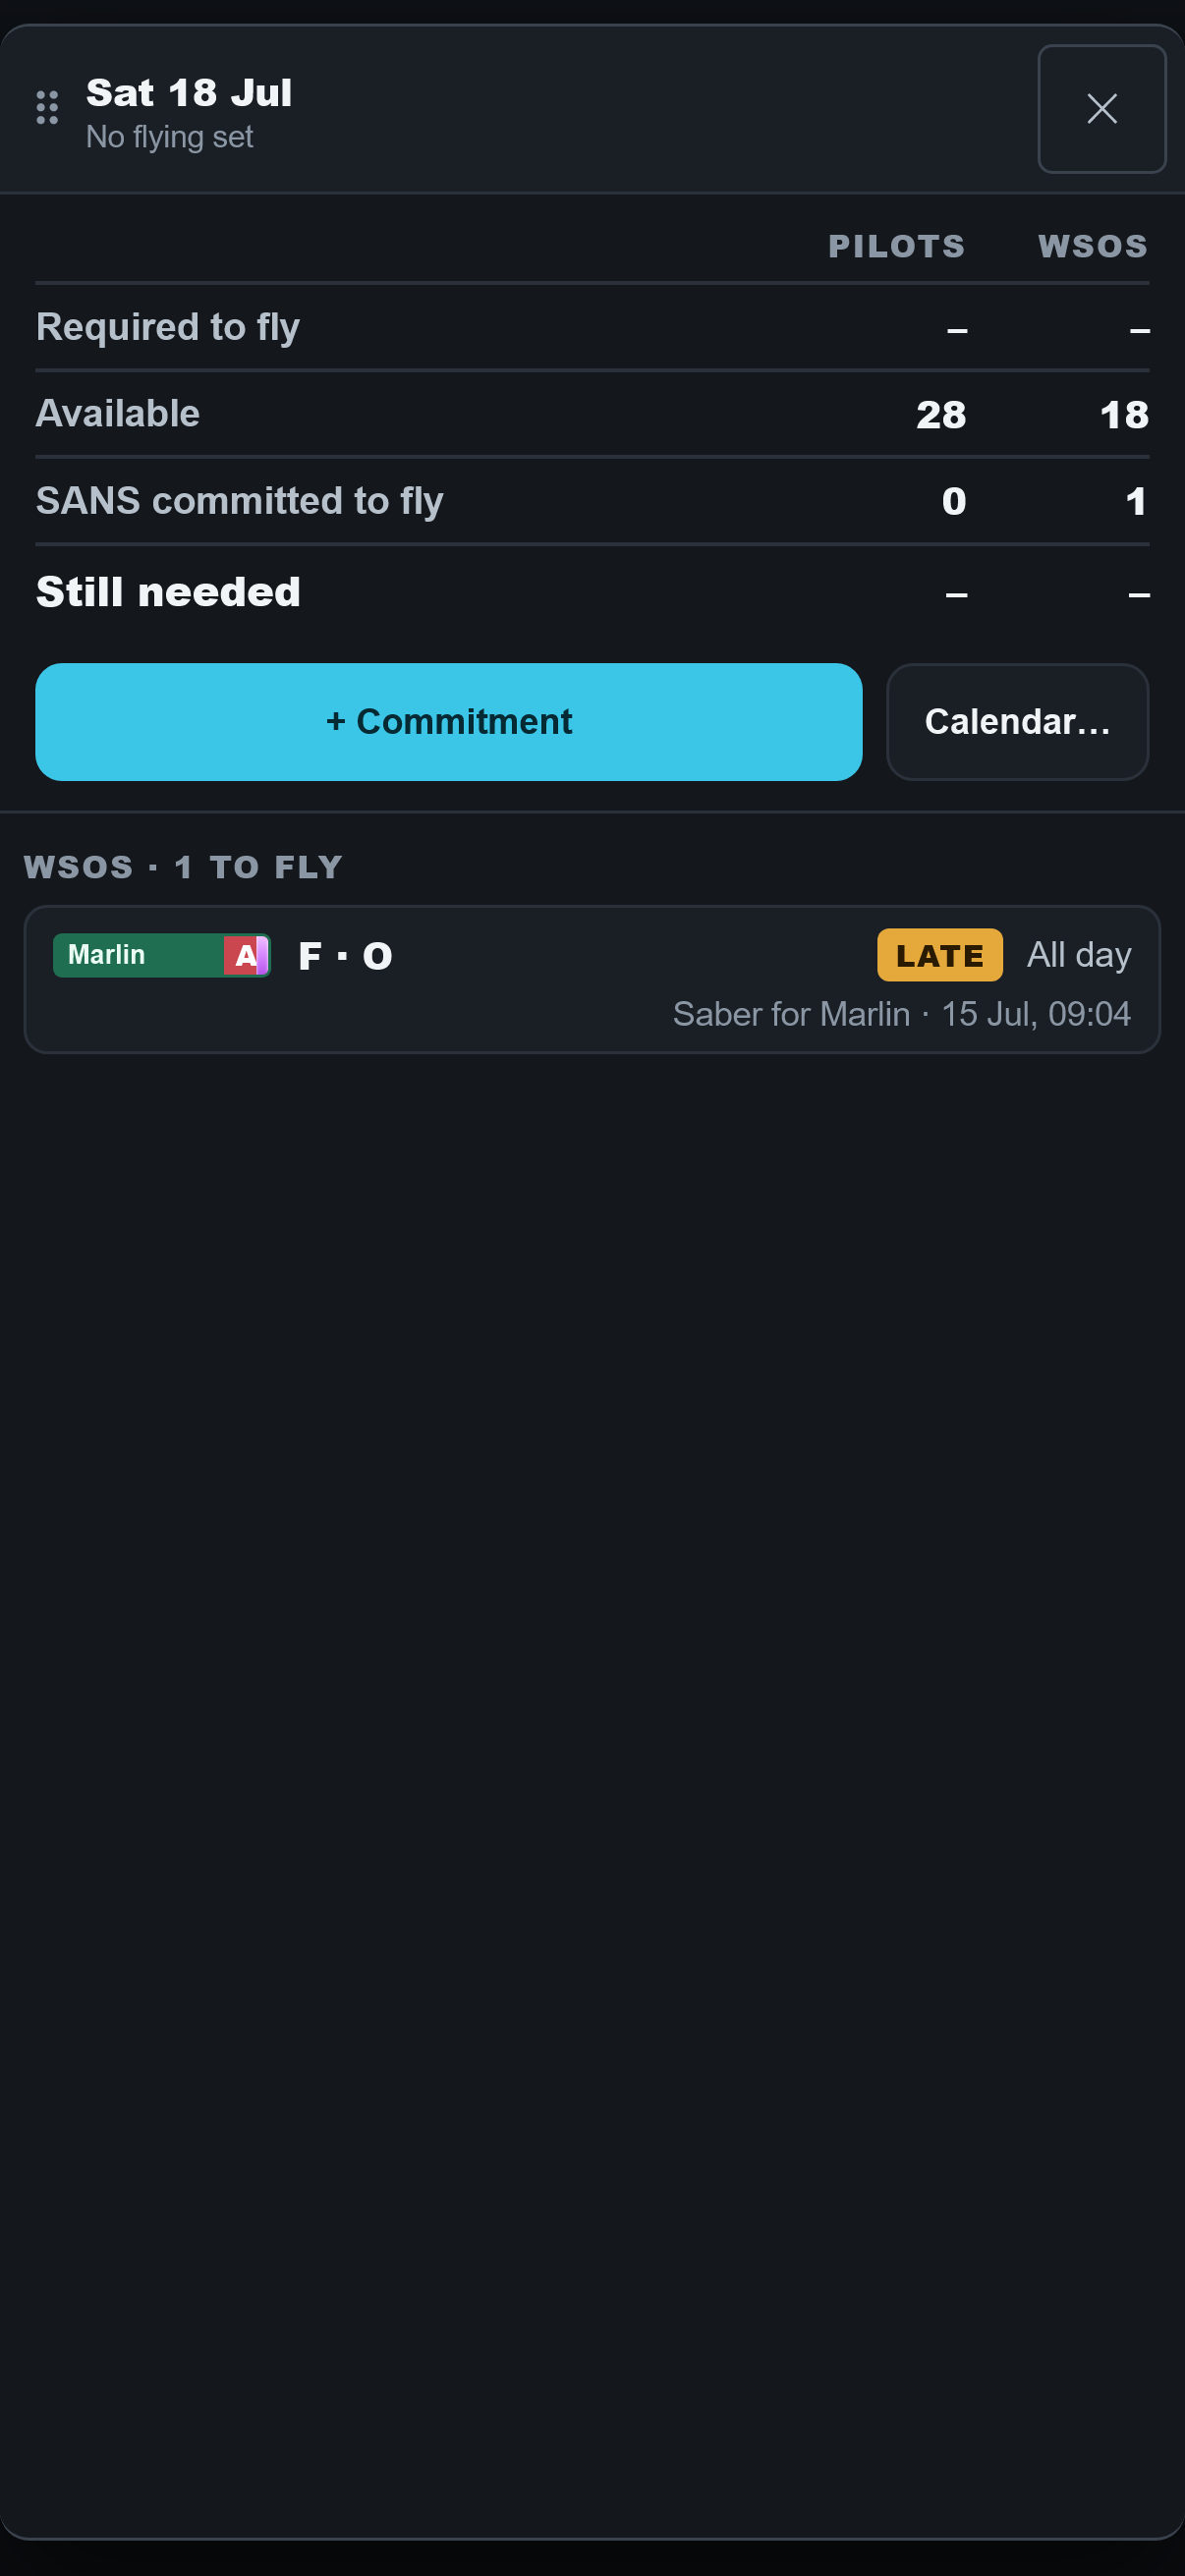 Sat 18 Jul
No flying set
PILOTS WSOS
Required to fly – –
Available 28 18
SANS committed to fly 0 1
Still needed – –
+ Commitment Calendar...
WSOS · 1 TO FLY
Marlin A F · O LATE All day
Saber for Marlin · 15 Jul, 09:04